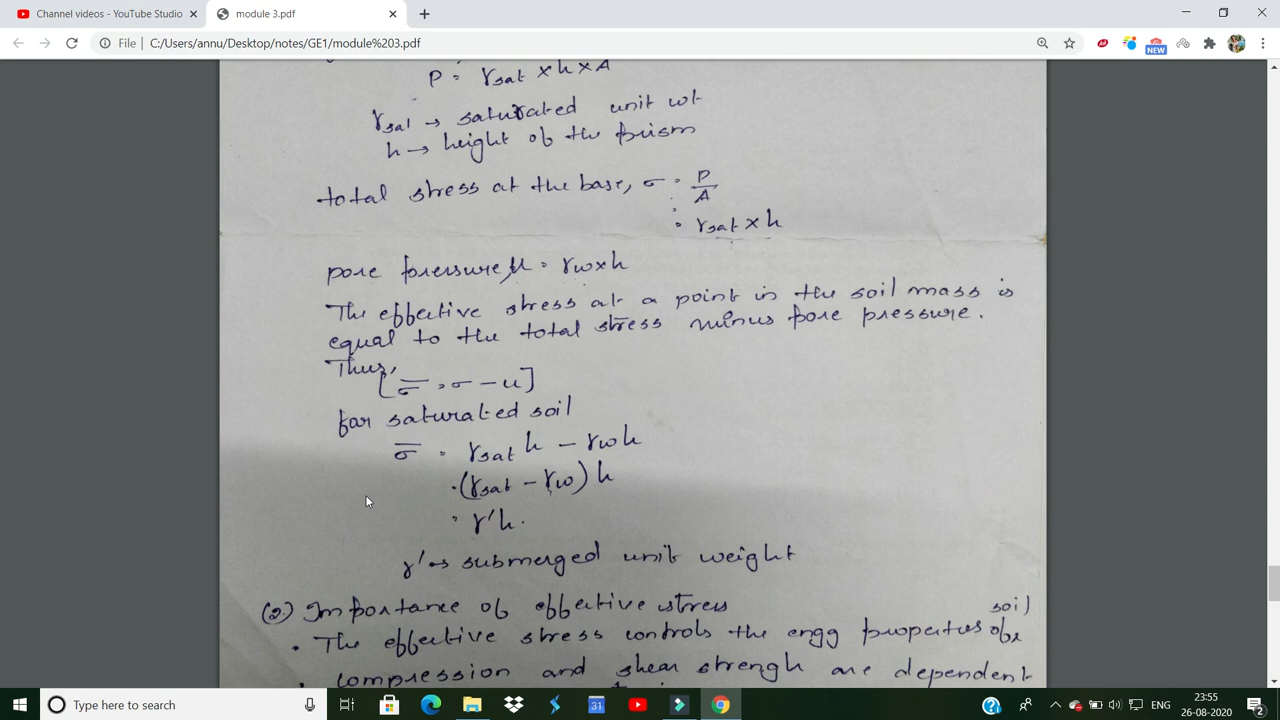 Channel videos - YouTube Studio
module 3.pdf
File | C:/Users/annu/Desktop/notes/GE1/module%203.pdf
NEW
P = γsat × h × A
γsat → saturated unit wt
h → height of the prism
total stress at the base, σ = P/A
= γsat × h
pore pressure, u = γw × h
The effective stress at a point in the soil mass is
equal to the total stress minus pore pressure.
Thus,
[σ̅ = σ - u]
for saturated soil
σ̅ = γsat h - γw h
= (γsat - γw) h
= γ'h.
γ' → submerged unit weight
(2) Importance of effective stress
• The effective stress controls the engg properties of soil
• compression and shear strengh are dependent
Type here to search
31
23:55
26-08-2020
2